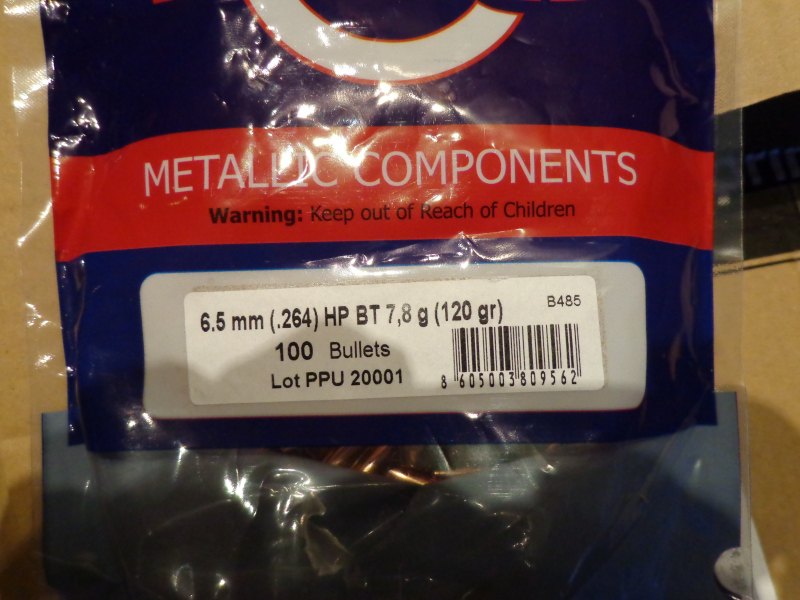 METALLIC COMPONENTS
Warning: Keep out of Reach of Children
6.5 mm (.264) HP BT 7,8 g (120 gr)
B485
100 Bullets
Lot PPU 20001
8 605003 809562